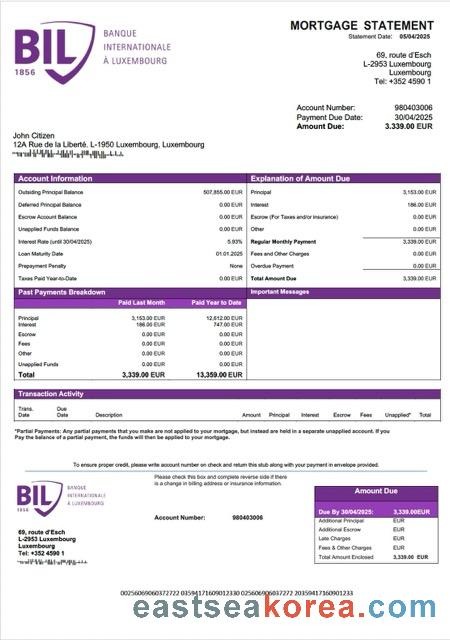 BIL
1856
BANQUE
INTERNATIONALE
À LUXEMBOURG
MORTGAGE STATEMENT
Statement Date: 05/04/2025
69, route d'Esch
L-2953 Luxembourg
Luxembourg
Tel: +352 4590 1
Account Number: 980403006
Payment Due Date: 30/04/2025
Amount Due: 3.339.00 EUR
John Citizen
12A Rue de la Liberté, L-1950 Luxembourg, Luxembourg
Account Information
Outsiding Principal Balance 507,855.00 EUR
Deferred Principal Balance 0.00 EUR
Escrow Account Balance 0.00 EUR
Unapplied Funds Balance 0.00 EUR
Interest Rate (until 30/04/2025) 5.93%
Loan Maturity Date 01.01.2025
Prepayment Penalty None
Taxes Paid Year-to-Date 0.00 EUR
Explanation of Amount Due
Principal 3,153.00 EUR
Interest 186.00 EUR
Escrow (For Taxes and/or insurance) 0.00 EUR
Other 0.00 EUR
Regular Monthly Payment 3,339.00 EUR
Fees and Other Charges 0.00 EUR
Overdue Payment 0.00 EUR
Total Amount Due 3,339.00 EUR
Past Payments Breakdown
Paid Last Month Paid Year to Date
Principal 3,153.00 EUR 12,612.00 EUR
Interest 186.00 EUR 747.00 EUR
Escrow 0.00 EUR 0.00 EUR
Fees 0.00 EUR 0.00 EUR
Other 0.00 EUR 0.00 EUR
Unapplied Funds 0.00 EUR 0.00 EUR
Total 3,339.00 EUR 13,359.00 EUR
Important Messages
Transaction Activity
Trans. Date Due Date Description Amount Principal Interest Escrow Fees Unapplied* Total
*Partial Payments: Any partial payments that you make are not applied to your mortgage, but instead are held in a separate unapplied account. If you
Pay the balance of a partial payment, the funds will then be applied to your mortgage.
To ensure proper credit, please write account number on check and return this stub along with your payment in envelope provided.
BIL
1856
BANQUE
INTERNATIONALE
À LUXEMBOURG
Please check this box and complete reverse side if there
is a change in billing address or insurance information.
Account Number: 980403006
69, route d'Esch
L-2953 Luxembourg
Luxembourg
Tel: +352 4590 1
Amount Due
Due By 30/04/2025: 3,339.00EUR
Additional Principal EUR
Additional Escrow EUR
Late Charges EUR
Fees & Other Charges EUR
Total Amount Enclosed 3,339.00 EUR
0025606906037272 20359417160901330 0256069060372722 0359417160901233
eastseakorea.com